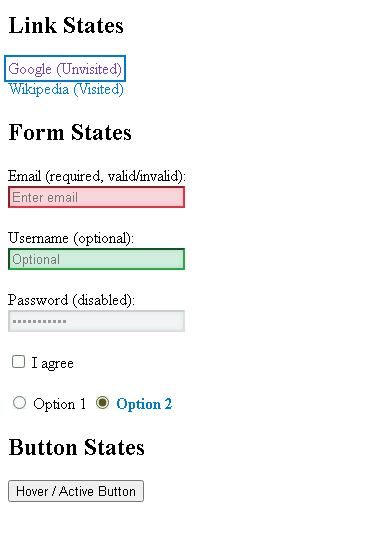 Link States
Google (Unvisited)
Wikipedia (Visited)
Form States
Email (required, valid/invalid):
Enter email
Username (optional):
Optional
Password (disabled):
•••••••••••
I agree
Option 1 Option 2
Button States
Hover / Active Button